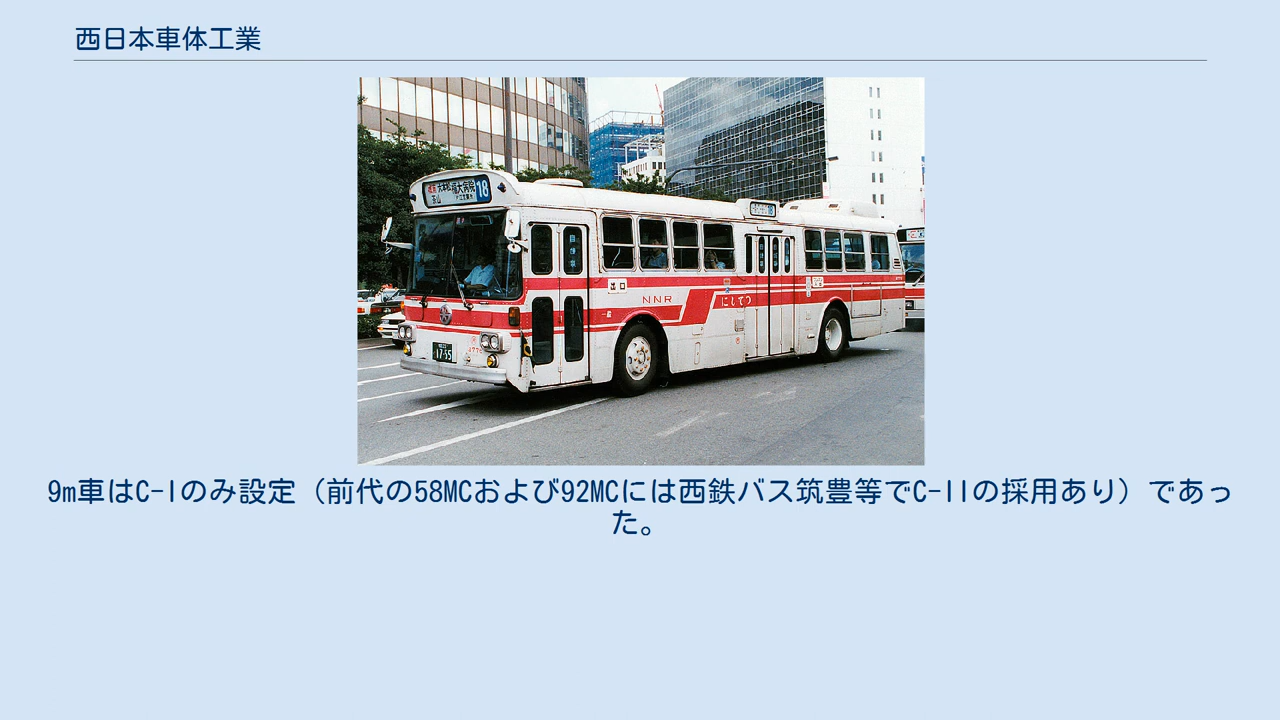 西日本車体工業
18
NNR
にしてつ
出口
17-55
9m車はC-Iのみ設定（前代の58MCおよび92MCには西鉄バス筑豊等でC-IIの採用あり）であっ
た。